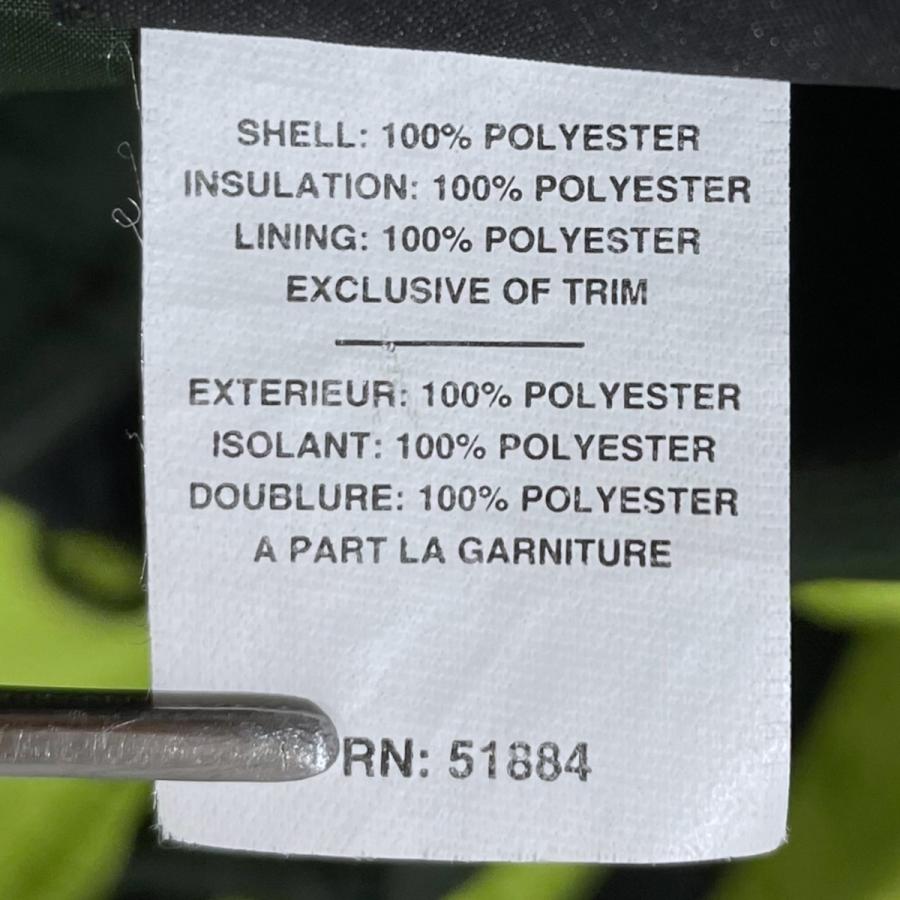 SHELL: 100% POLYESTER
INSULATION: 100% POLYESTER
LINING: 100% POLYESTER
EXCLUSIVE OF TRIM
EXTERIEUR: 100% POLYESTER
ISOLANT: 100% POLYESTER
DOUBLURE: 100% POLYESTER
A PART LA GARNITURE
RN: 51884